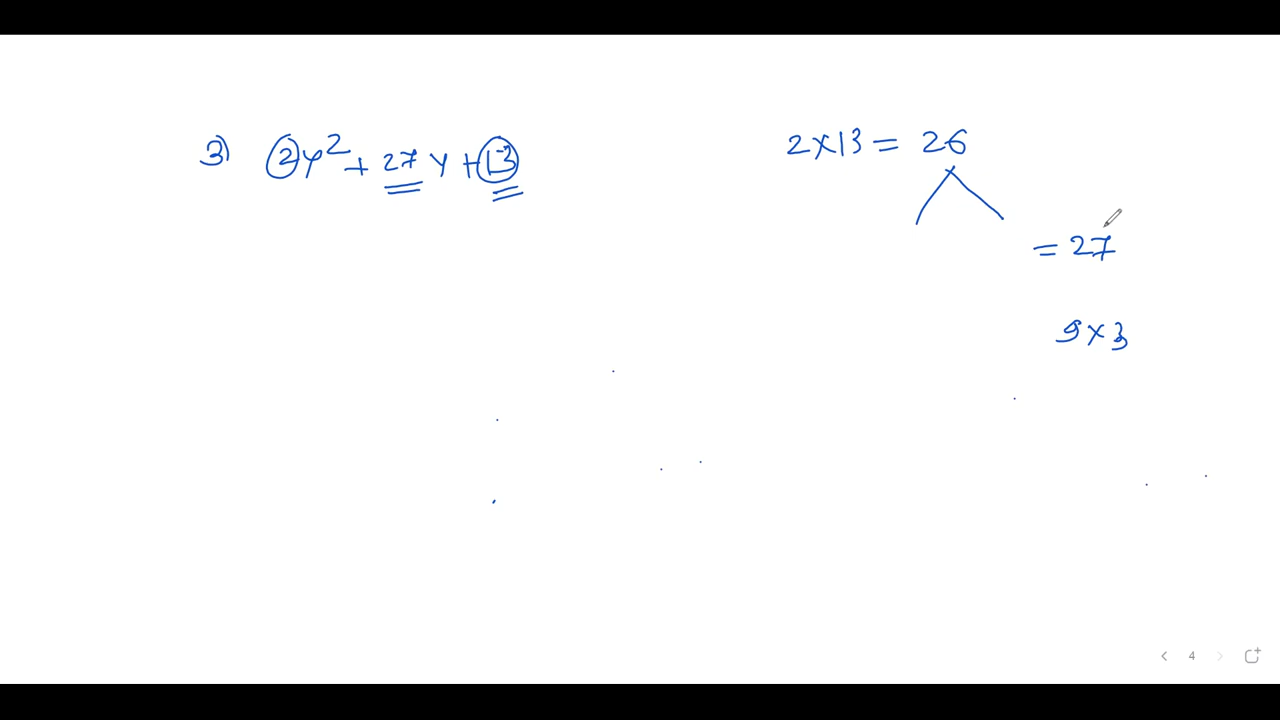 3) 2y² + 27y + 13
2×13 = 26
= 27
9×3
4